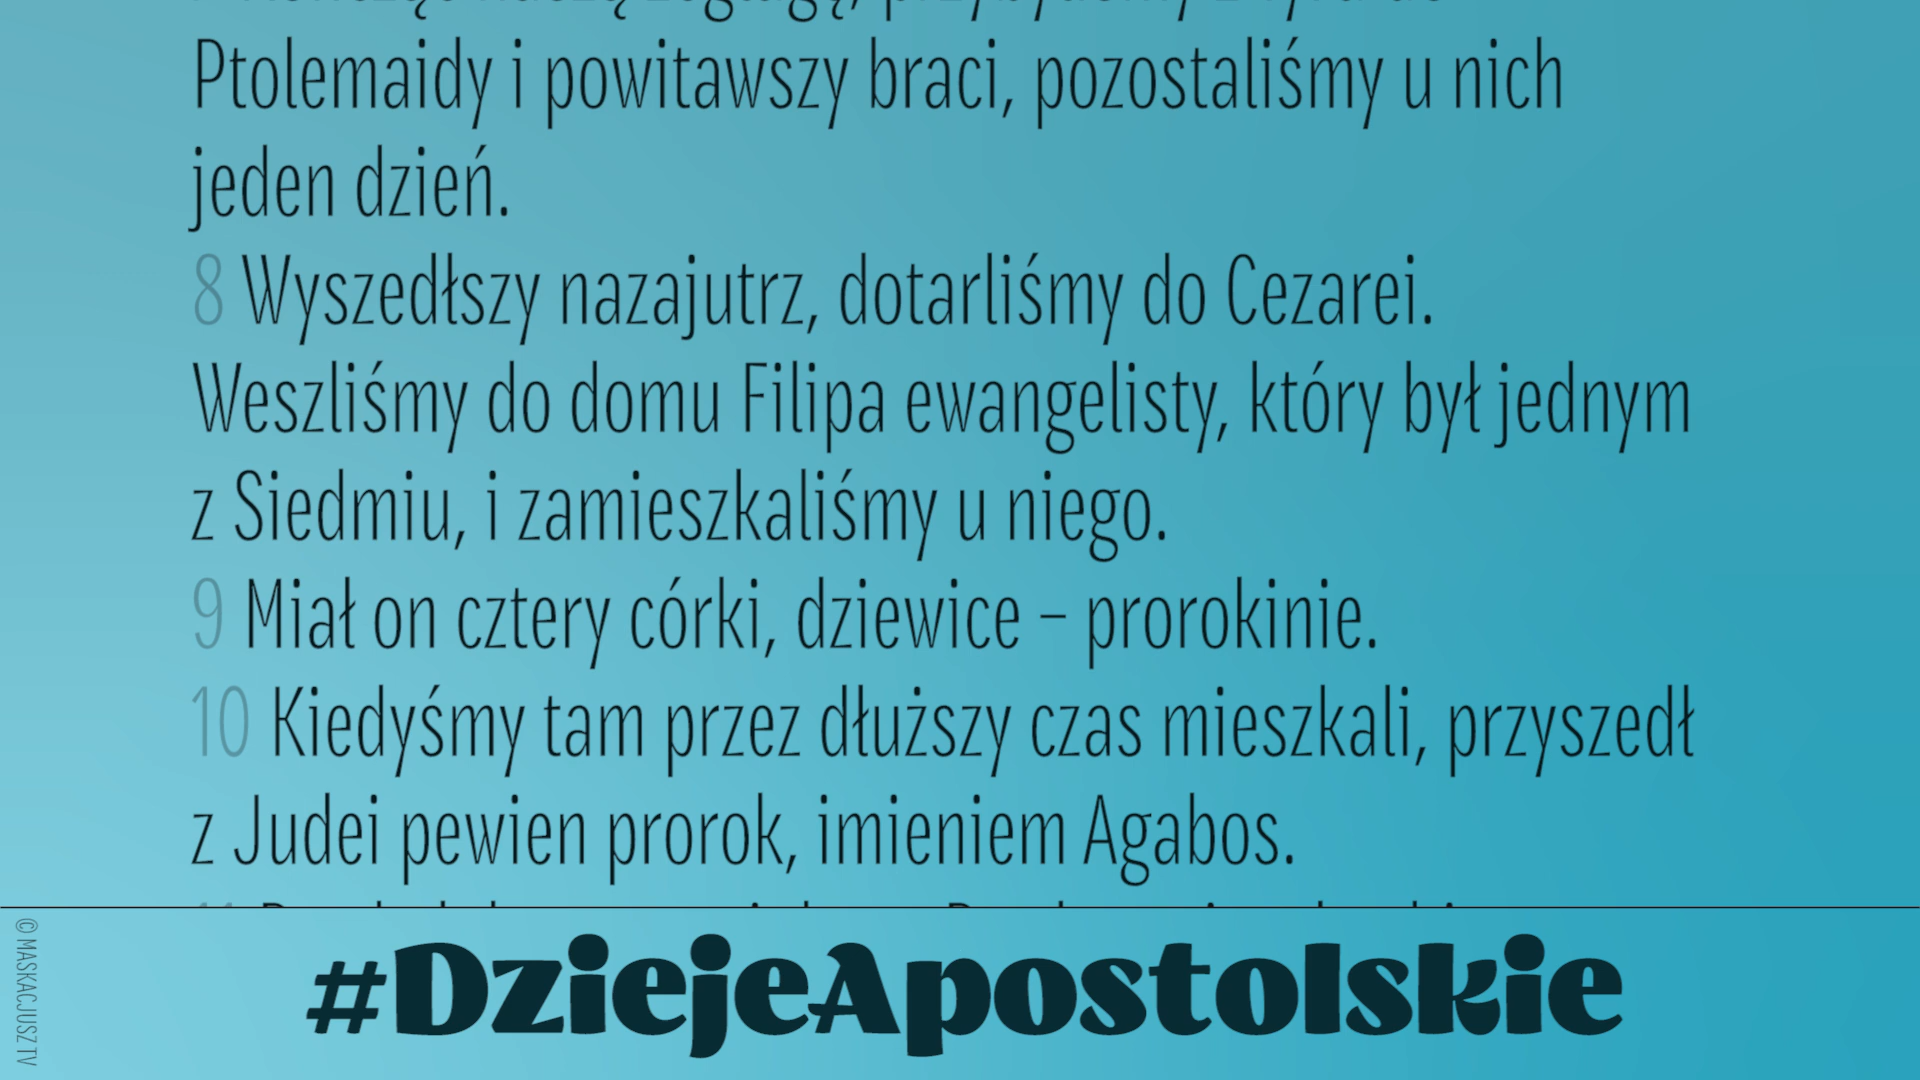 Ptolemaidy i powitawszy braci, pozostaliśmy u nich
jeden dzień.
8 Wyszedłszy nazajutrz, dotarliśmy do Cezarei.
Weszliśmy do domu Filipa ewangelisty, który był jednym
z Siedmiu, i zamieszkaliśmy u niego.
9 Miał on cztery córki, dziewice – prorokinie.
10 Kiedyśmy tam przez dłuższy czas mieszkali, przyszedł
z Judei pewien prorok, imieniem Agabos.
#DziejeApostolskie
© MASKACJUSZ TV